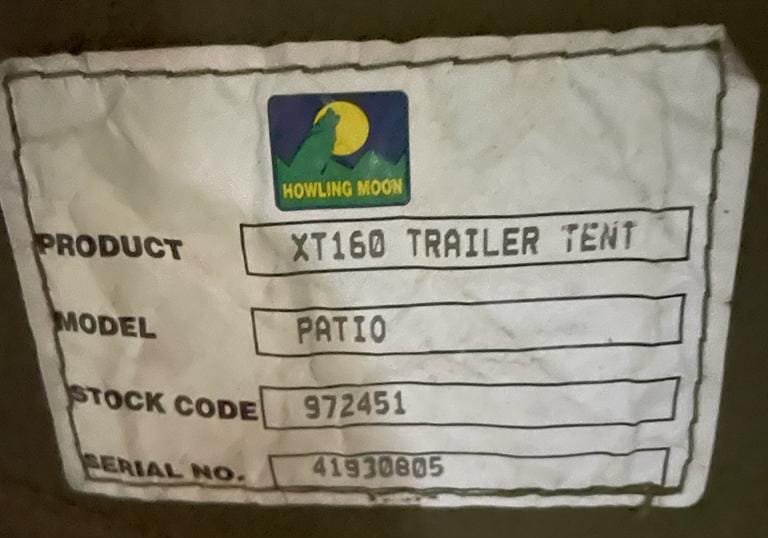 HOWLING MOON
PRODUCT XT160 TRAILER TENT
MODEL PATIO
STOCK CODE 972451
SERIAL NO. 41930805